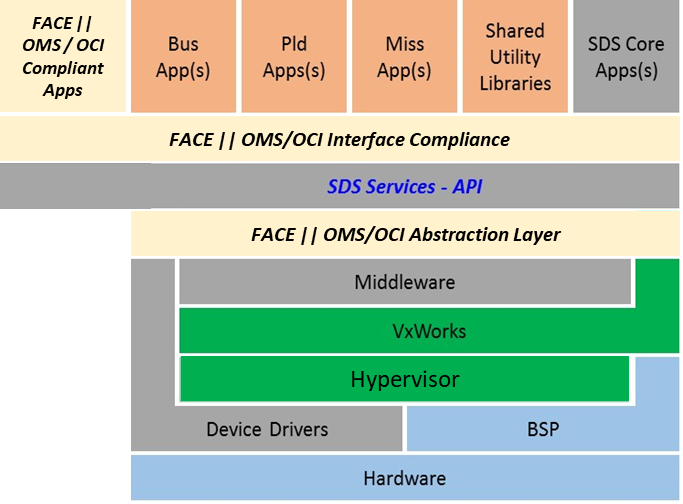 FACE ||
OMS / OCI
Compliant
Apps
Bus
App(s)
Pld
Apps(s)
Miss
App(s)
Shared
Utility
Libraries
SDS Core
Apps(s)
FACE || OMS/OCI Interface Compliance
SDS Services - API
FACE || OMS/OCI Abstraction Layer
Middleware
VxWorks
Hypervisor
Device Drivers
BSP
Hardware